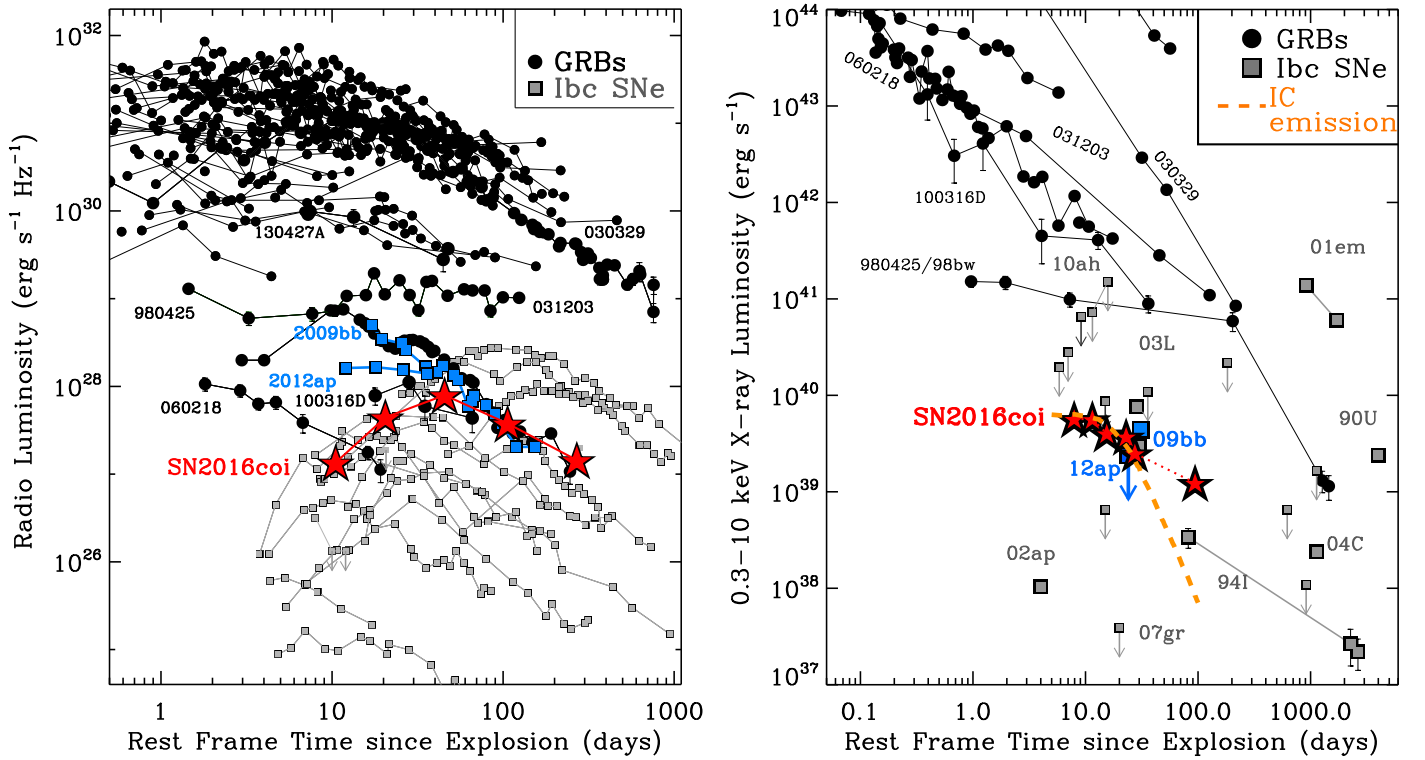 Radio Luminosity (erg s⁻¹ Hz⁻¹)
10³²
10³⁰
10²⁸
10²⁶
GRBs
Ibc SNe
130427A
030329
980425
031203
2009bb
2012ap
060218
100316D
SN2016coi
1
10
100
1000
Rest Frame Time since Explosion (days)
0.3−10 keV X−ray Luminosity (erg s⁻¹)
10⁴⁴
10⁴³
10⁴²
10⁴¹
10⁴⁰
10³⁹
10³⁸
10³⁷
GRBs
Ibc SNe
IC
emission
060218
031203
030329
100316D
01em
980425/98bw
10ah
03L
90U
SN2016coi
09bb
12ap
04C
02ap
94I
07gr
0.1
1.0
10.0
100.0
1000.0
Rest Frame Time since Explosion (days)